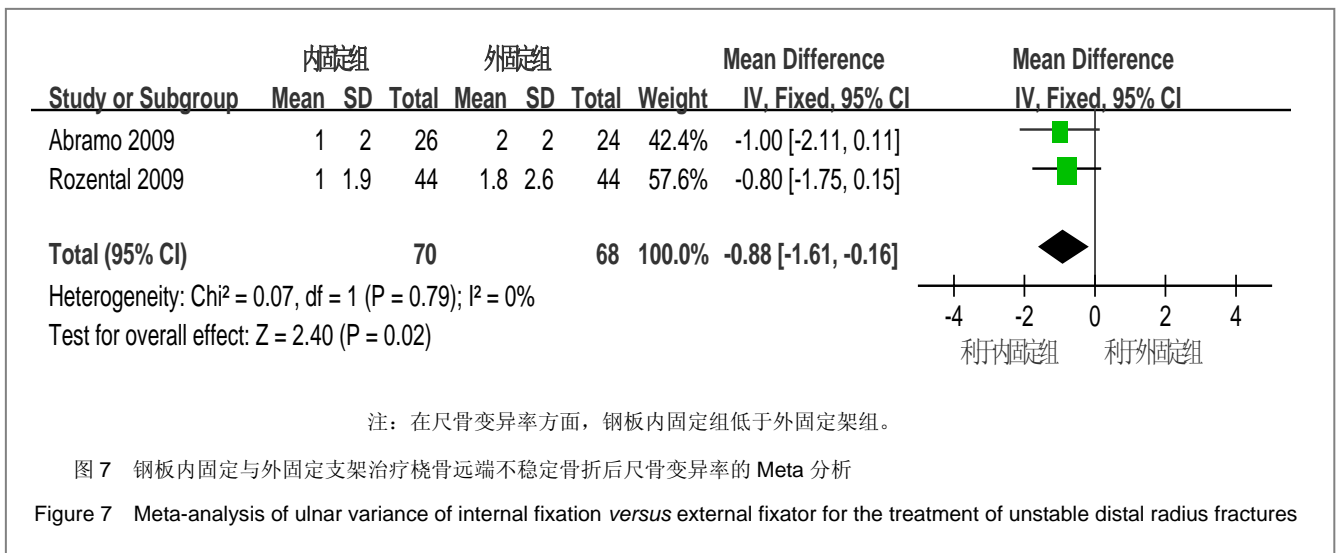 内固定组 外固定组 Mean Difference Mean Difference
Study or Subgroup Mean SD Total Mean SD Total Weight IV, Fixed, 95% CI IV, Fixed, 95% CI
Abramo 2009 1 2 26 2 2 24 42.4% -1.00 [-2.11, 0.11]
Rozental 2009 1 1.9 44 1.8 2.6 44 57.6% -0.80 [-1.75, 0.15]
Total (95% CI) 70 68 100.0% -0.88 [-1.61, -0.16]
Heterogeneity: Chi² = 0.07, df = 1 (P = 0.79); I² = 0%
Test for overall effect: Z = 2.40 (P = 0.02)
-4 -2 0 2 4
利于内固定组 利于外固定组
注：在尺骨变异率方面，钢板内固定组低于外固定架组。
图 7 钢板内固定与外固定支架治疗桡骨远端不稳定骨折后尺骨变异率的 Meta 分析
Figure 7 Meta-analysis of ulnar variance of internal fixation versus external fixator for the treatment of unstable distal radius fractures